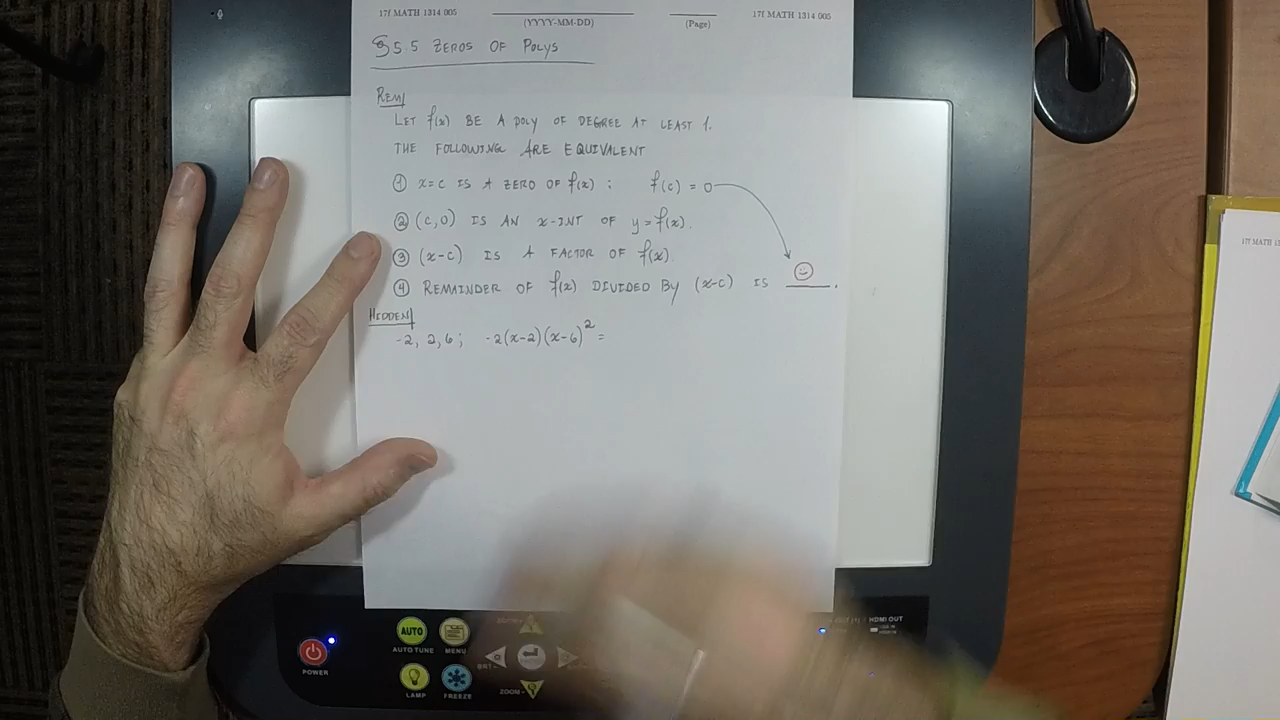 17f MATH 1314 005 (YYYY-MM-DD) (Page) 17f MATH 1314 005
§5.5 ZEROS OF POLYS
REM/
LET f(x) BE A POLY OF DEGREE AT LEAST 1.
THE FOLLOWING ARE EQUIVALENT
① x=c IS A ZERO OF f(x) : f(c) = 0
② (c,0) IS AN x-INT OF y=f(x).
③ (x-c) IS A FACTOR OF f(x).
④ REMAINDER OF f(x) DIVIDED BY (x-c) IS ____.
HIDDEN/
-2, 2,6 ; -2(x-2)(x-6)² =
POWER
AUTO
AUTO TUNE
MENU
LAMP
FREEZE
BRT-
ZOOM-
HDMI OUT